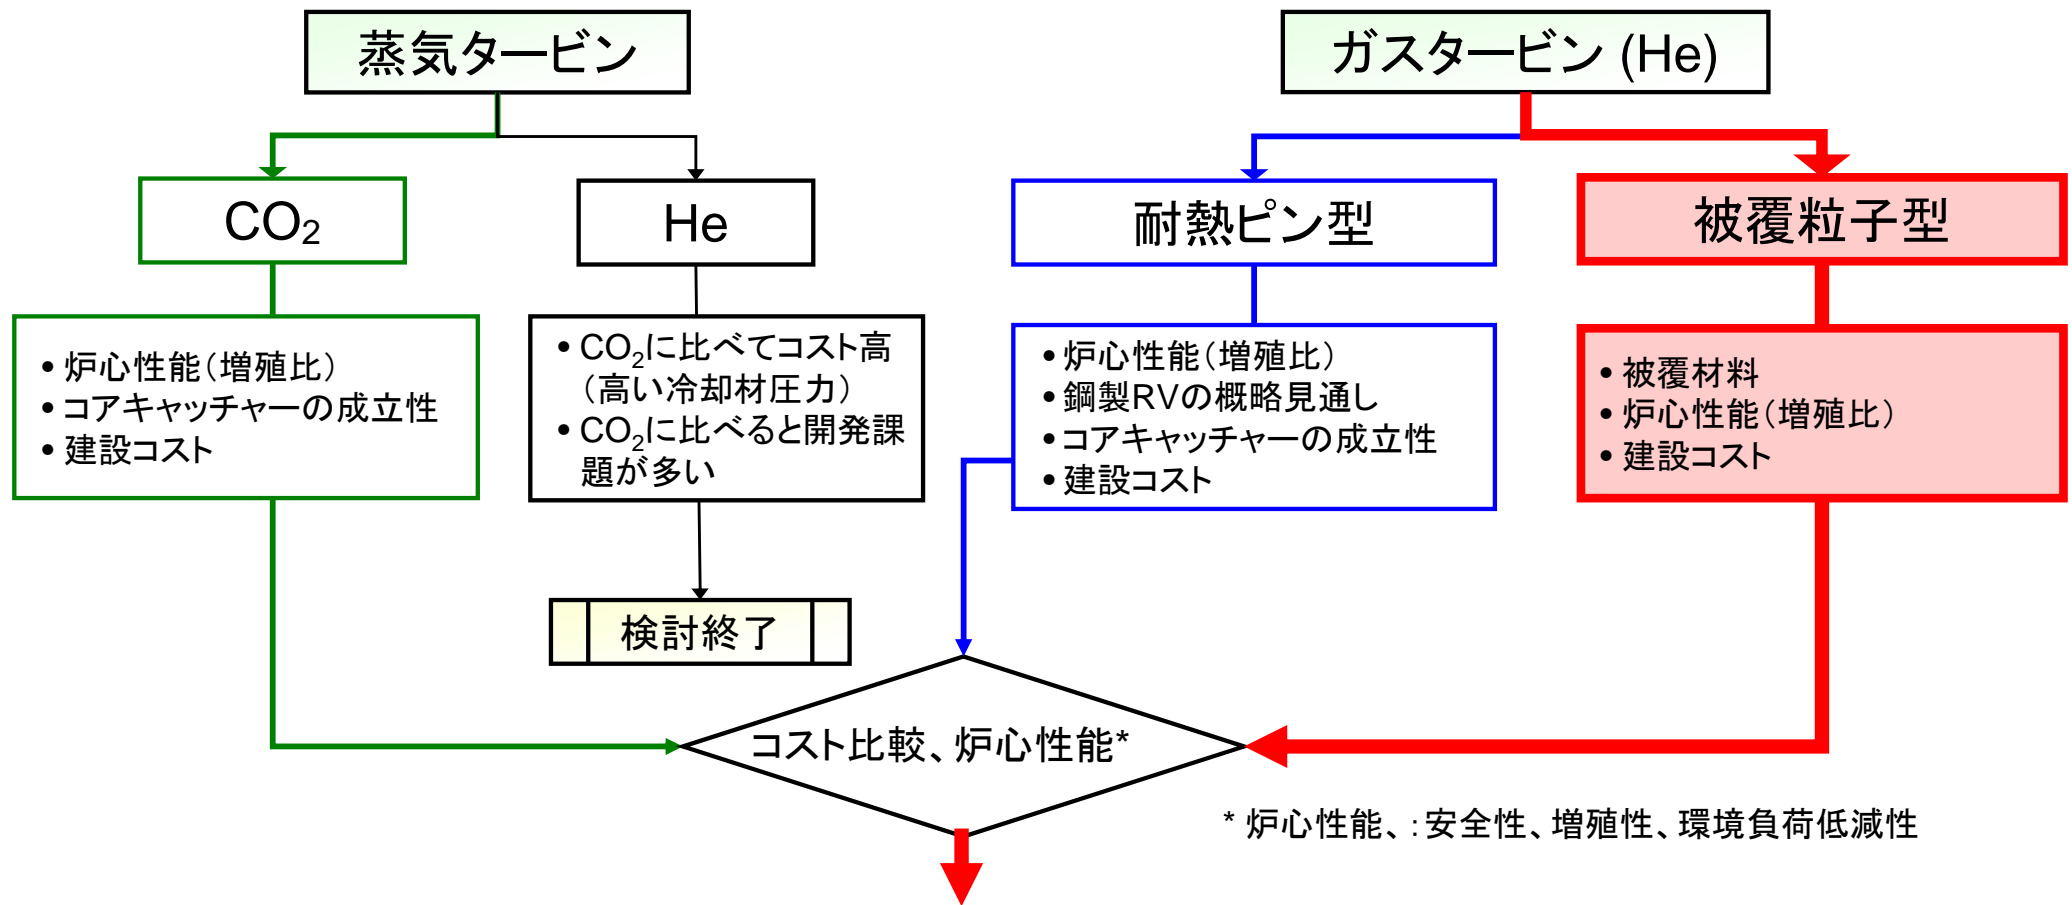 蒸気タービン
ガスタービン (He)
CO₂
He
耐熱ピン型
被覆粒子型
• 炉心性能（増殖比）
• コアキャッチャーの成立性
• 建設コスト
• CO₂に比べてコスト高
（高い冷却材圧力）
• CO₂に比べると開発課
題が多い
• 炉心性能（増殖比）
• 鋼製RVの概略見通し
• コアキャッチャーの成立性
• 建設コスト
• 被覆材料
• 炉心性能（増殖比）
• 建設コスト
検討終了
コスト比較、炉心性能*
* 炉心性能、：安全性、増殖性、環境負荷低減性